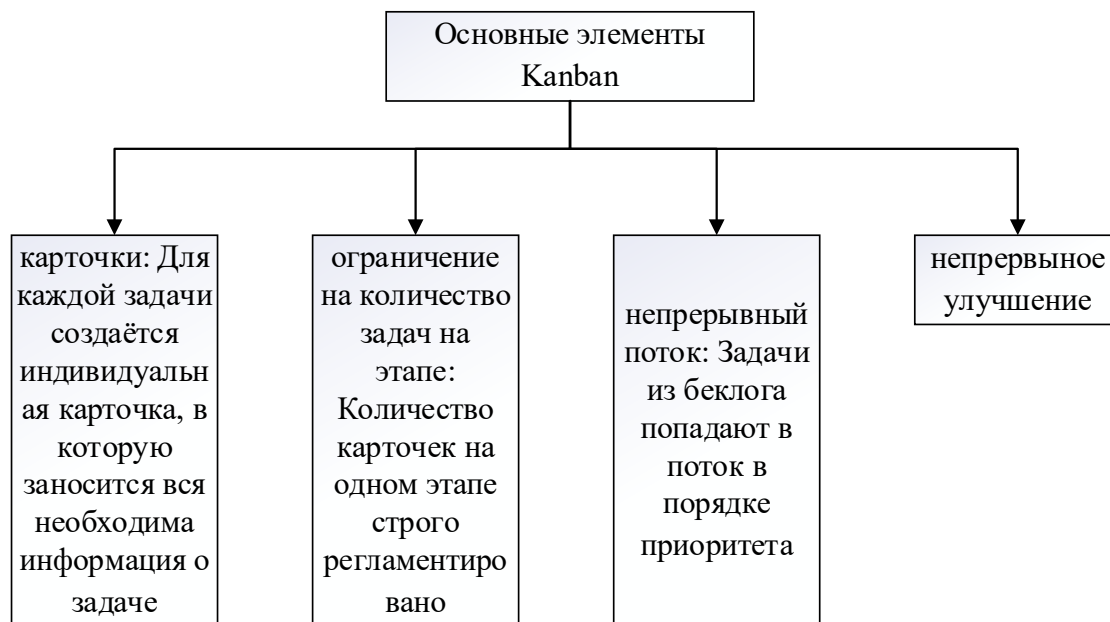 Основные элементы
Kanban
карточки: Для
каждой задачи
создаётся
индивидуальн
ая карточка, в
которую
заносится вся
необходима
информация о
задаче
ограничение
на количество
задач на
этапе:
Количество
карточек на
одном этапе
строго
регламентиро
вано
непрерывный
поток: Задачи
из беклога
попадают в
поток в
порядке
приоритета
непрервыное
улучшение